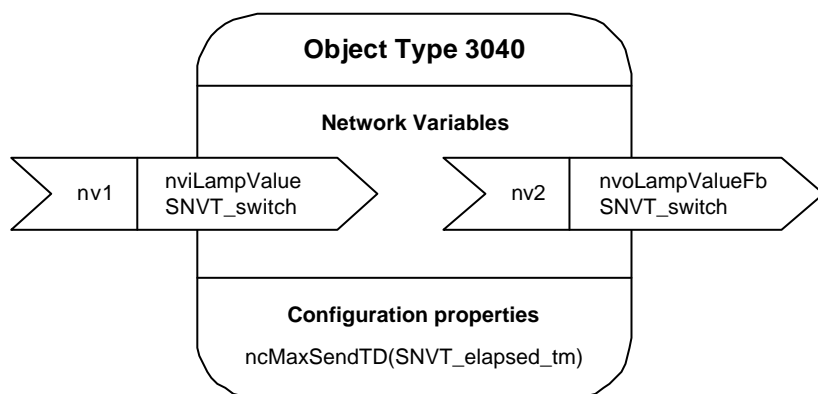 Object Type 3040
Network Variables
nv1
nviLampValue
SNVT_switch
nv2
nvoLampValueFb
SNVT_switch
Configuration properties
ncMaxSendTD(SNVT_elapsed_tm)